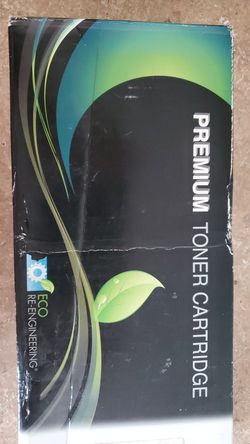 PREMIUM TONER CARTRIDGE
ECO
RE-ENGINEERING